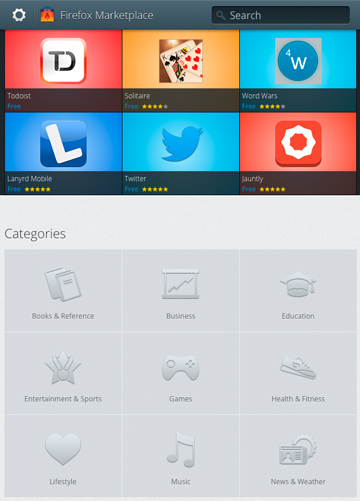 Firefox Marketplace
Search
Todoist
Free
TD
Solitaire
Free
4
W
Word Wars
Free
L
Lanyrd Mobile
Free
Twitter
Free
Jauntly
Free
Categories
Books & Reference
Business
Education
Entertainment & Sports
Games
Health & Fitness
Lifestyle
Music
News & Weather